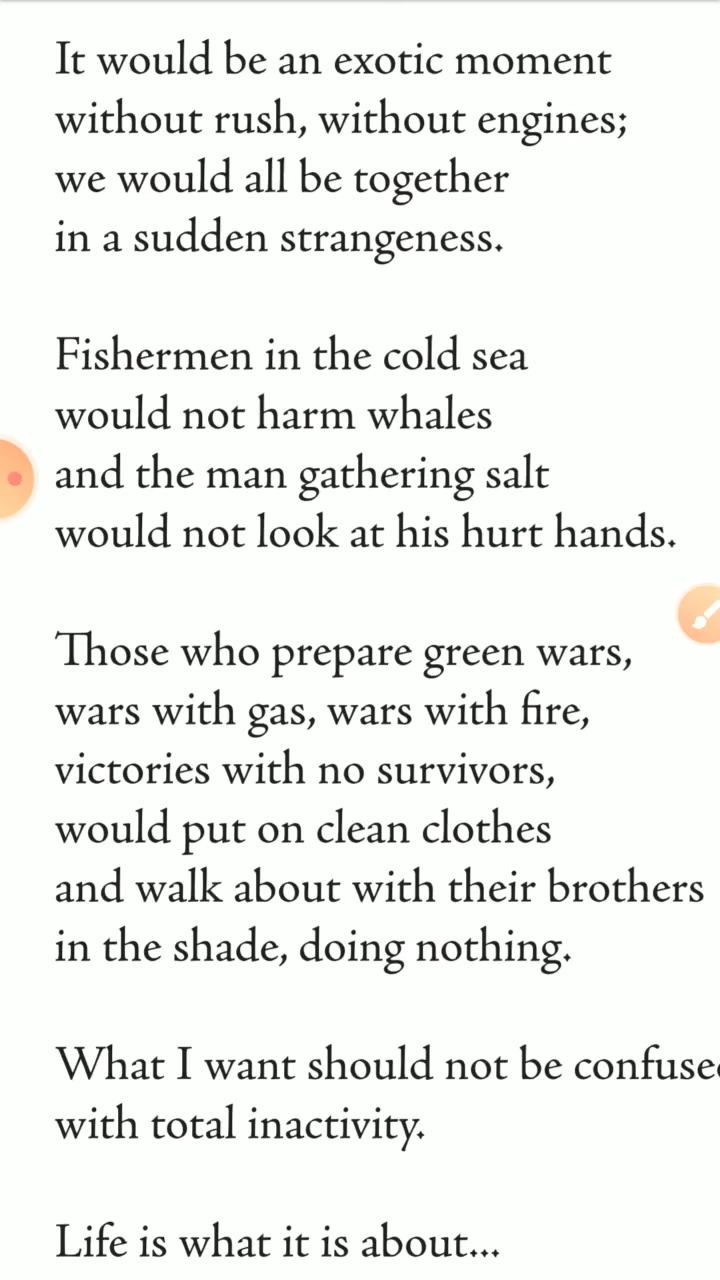 It would be an exotic moment
without rush, without engines;
we would all be together
in a sudden strangeness.
Fishermen in the cold sea
would not harm whales
and the man gathering salt
would not look at his hurt hands.
Those who prepare green wars,
wars with gas, wars with fire,
victories with no survivors,
would put on clean clothes
and walk about with their brothers
in the shade, doing nothing.
What I want should not be confuse
with total inactivity.
Life is what it is about...